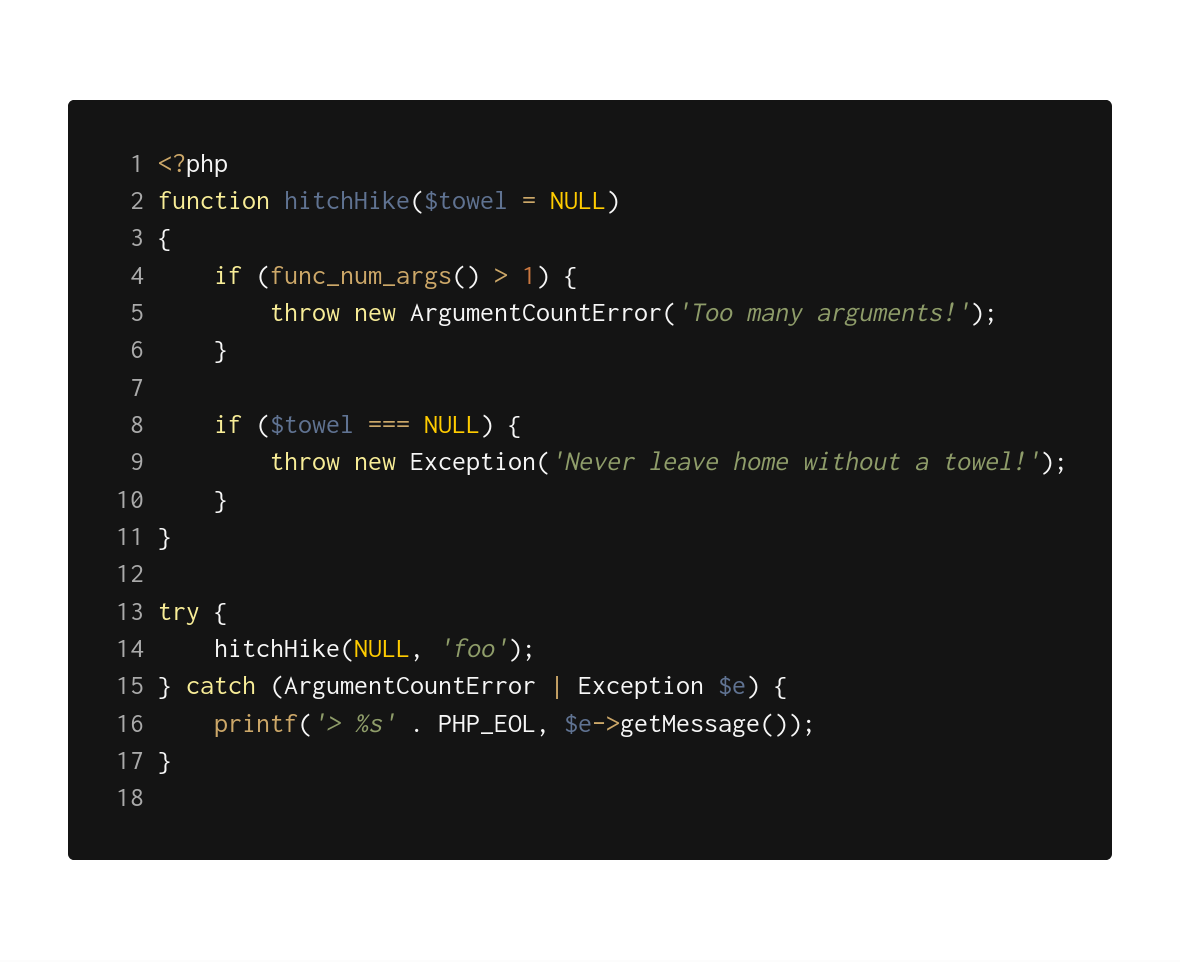 1 <?php
2 function hitchHike($towel = NULL)
3 {
4     if (func_num_args() > 1) {
5         throw new ArgumentCountError('Too many arguments!');
6     }
7
8     if ($towel === NULL) {
9         throw new Exception('Never leave home without a towel!');
10     }
11 }
12
13 try {
14     hitchHike(NULL, 'foo');
15 } catch (ArgumentCountError | Exception $e) {
16     printf('> %s' . PHP_EOL, $e->getMessage());
17 }
18